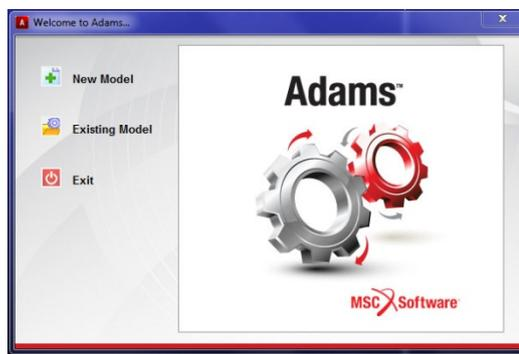 Welcome to Adams...
New Model
Existing Model
Exit
Adams™
MSC Software